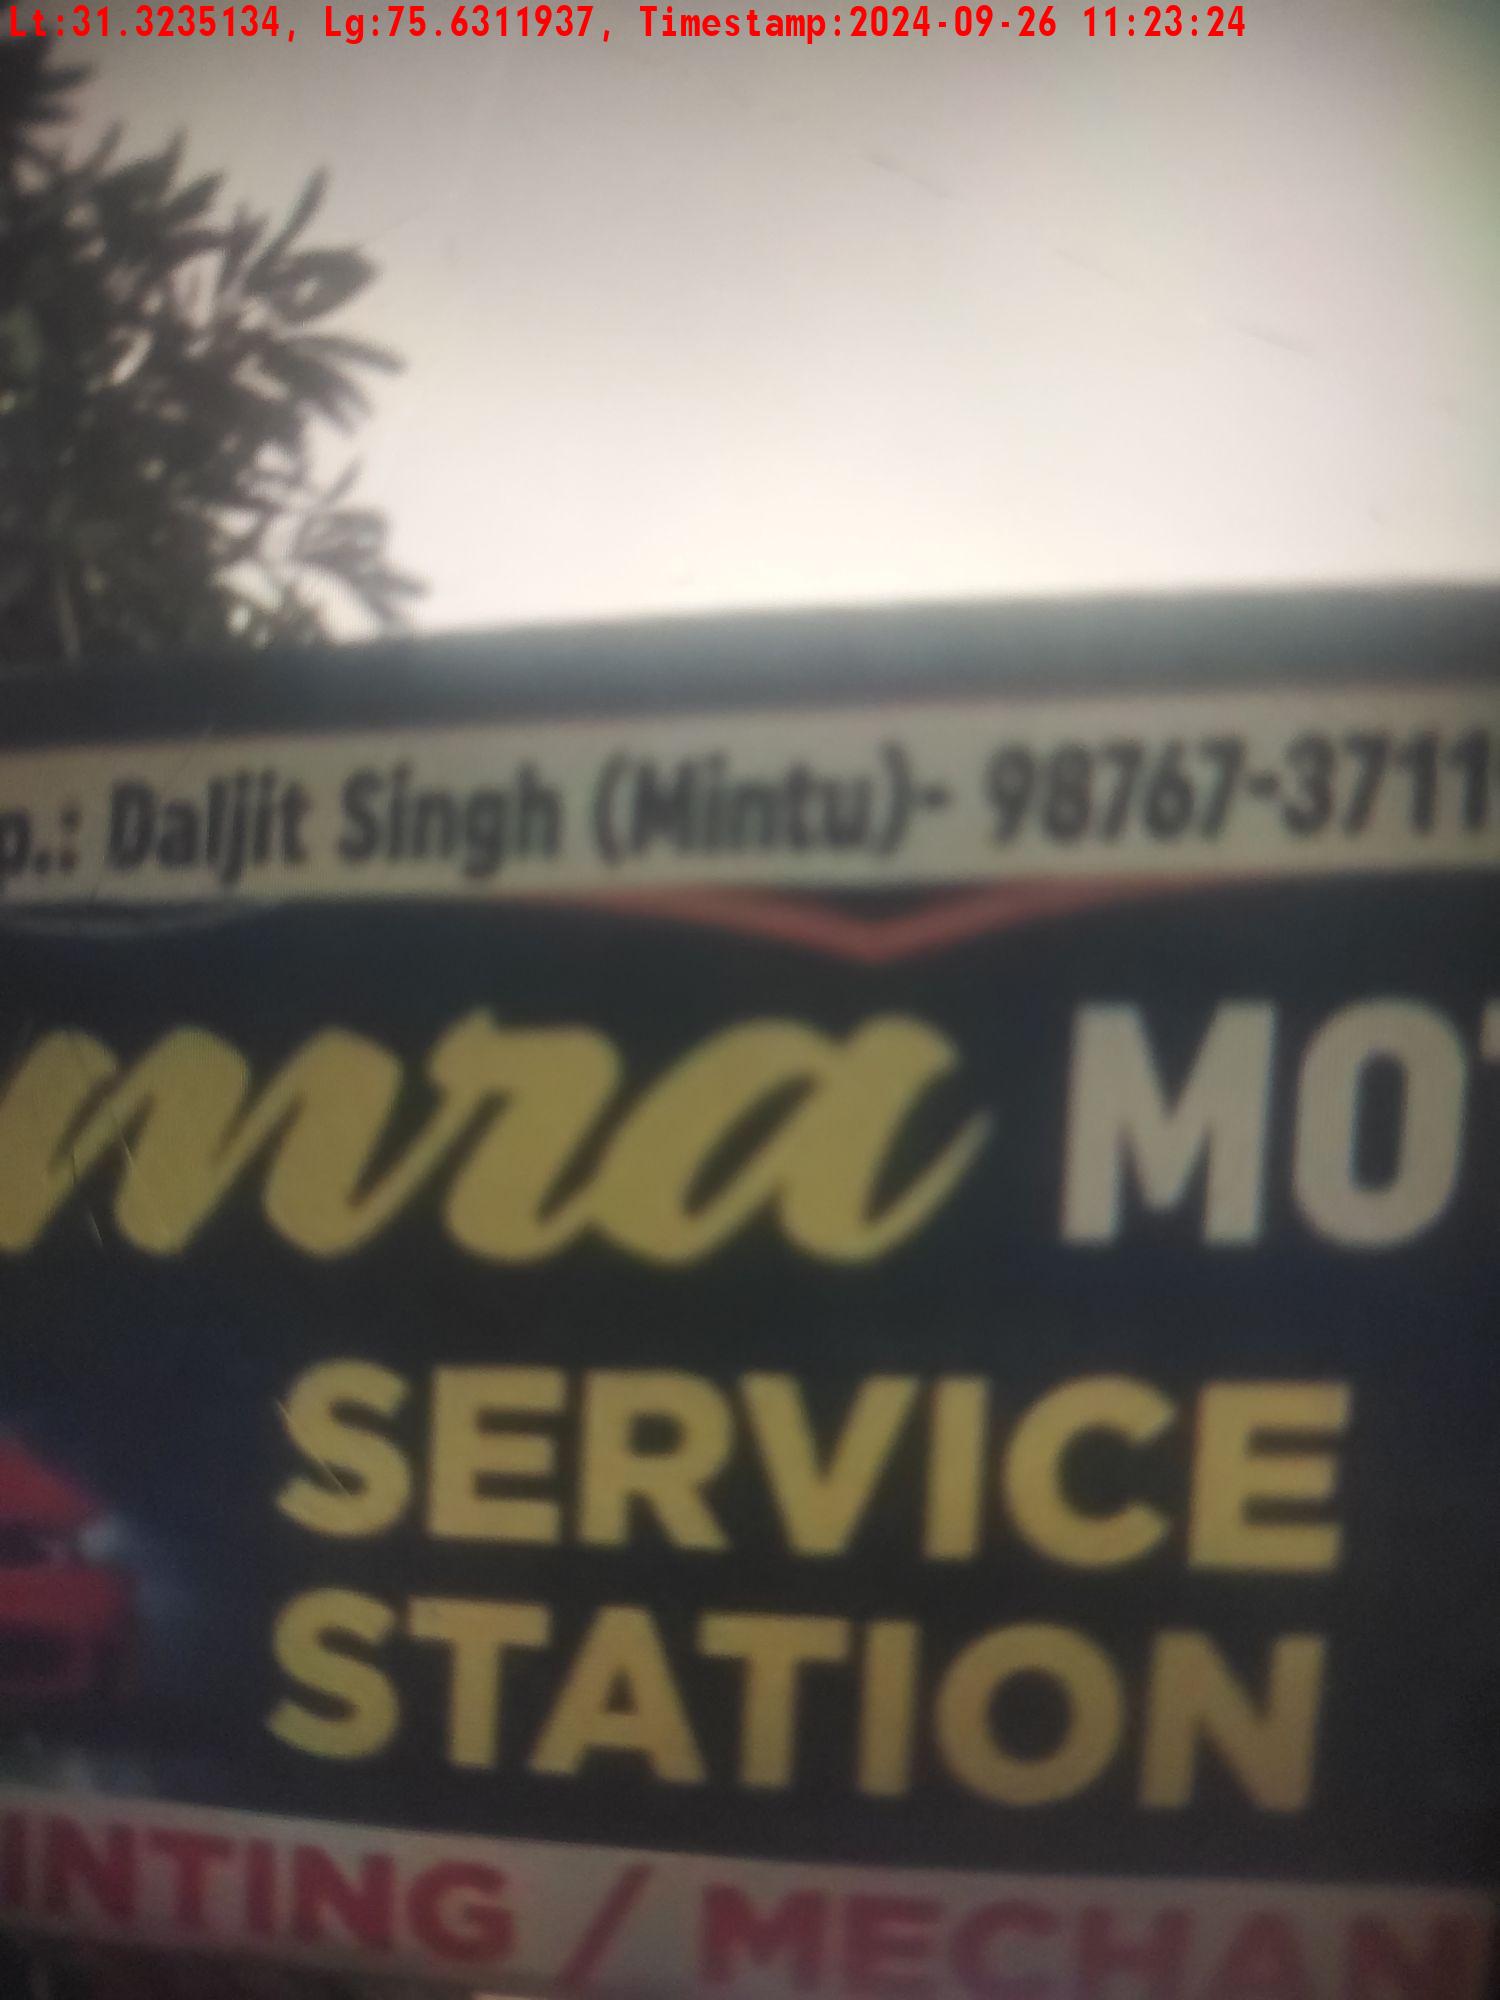 Lt:31.3235134, Lg:75.6311937, Timestamp:2024-09-26 11:23:24
p.: Daljit Singh (Mintu)- 98767-3711
mra MOT
SERVICE
STATION
INTING / MECHAN